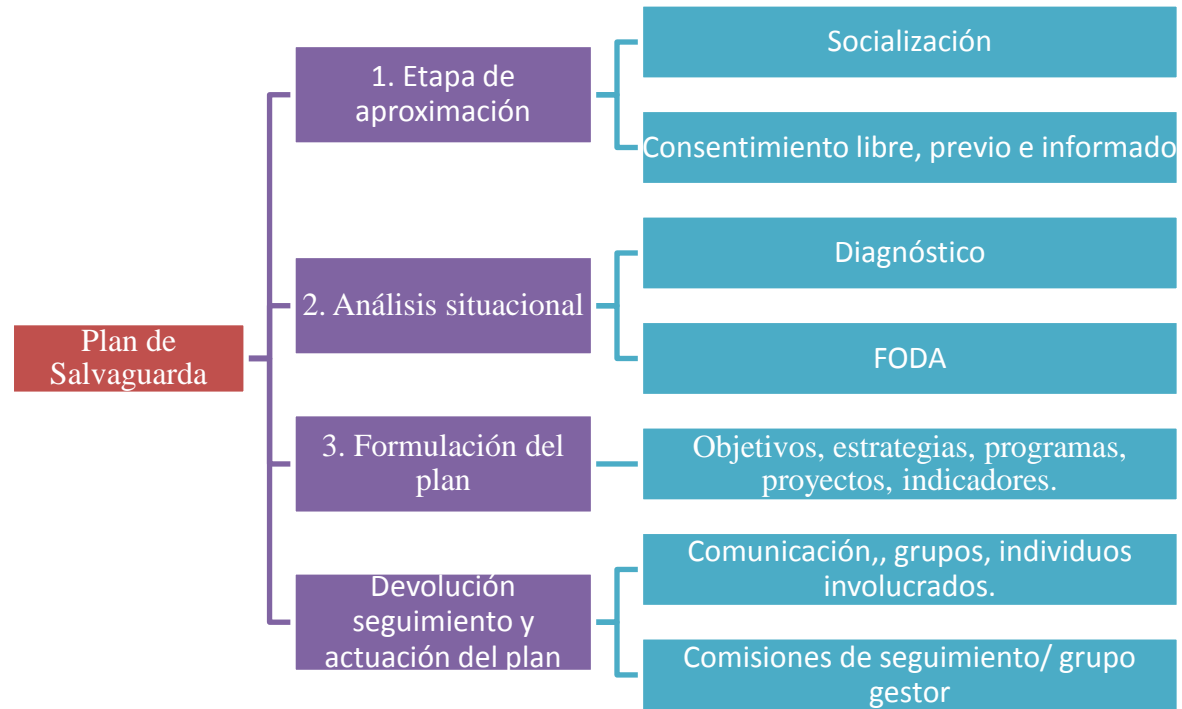 Plan de
Salvaguarda
1. Etapa de
aproximación
Socialización
Consentimiento libre, previo e informado
2. Análisis situacional
Diagnóstico
FODA
3. Formulación del
plan
Objetivos, estrategias, programas,
proyectos, indicadores.
Devolución
seguimiento y
actuación del plan
Comunicación,, grupos, individuos
involucrados.
Comisiones de seguimiento/ grupo
gestor